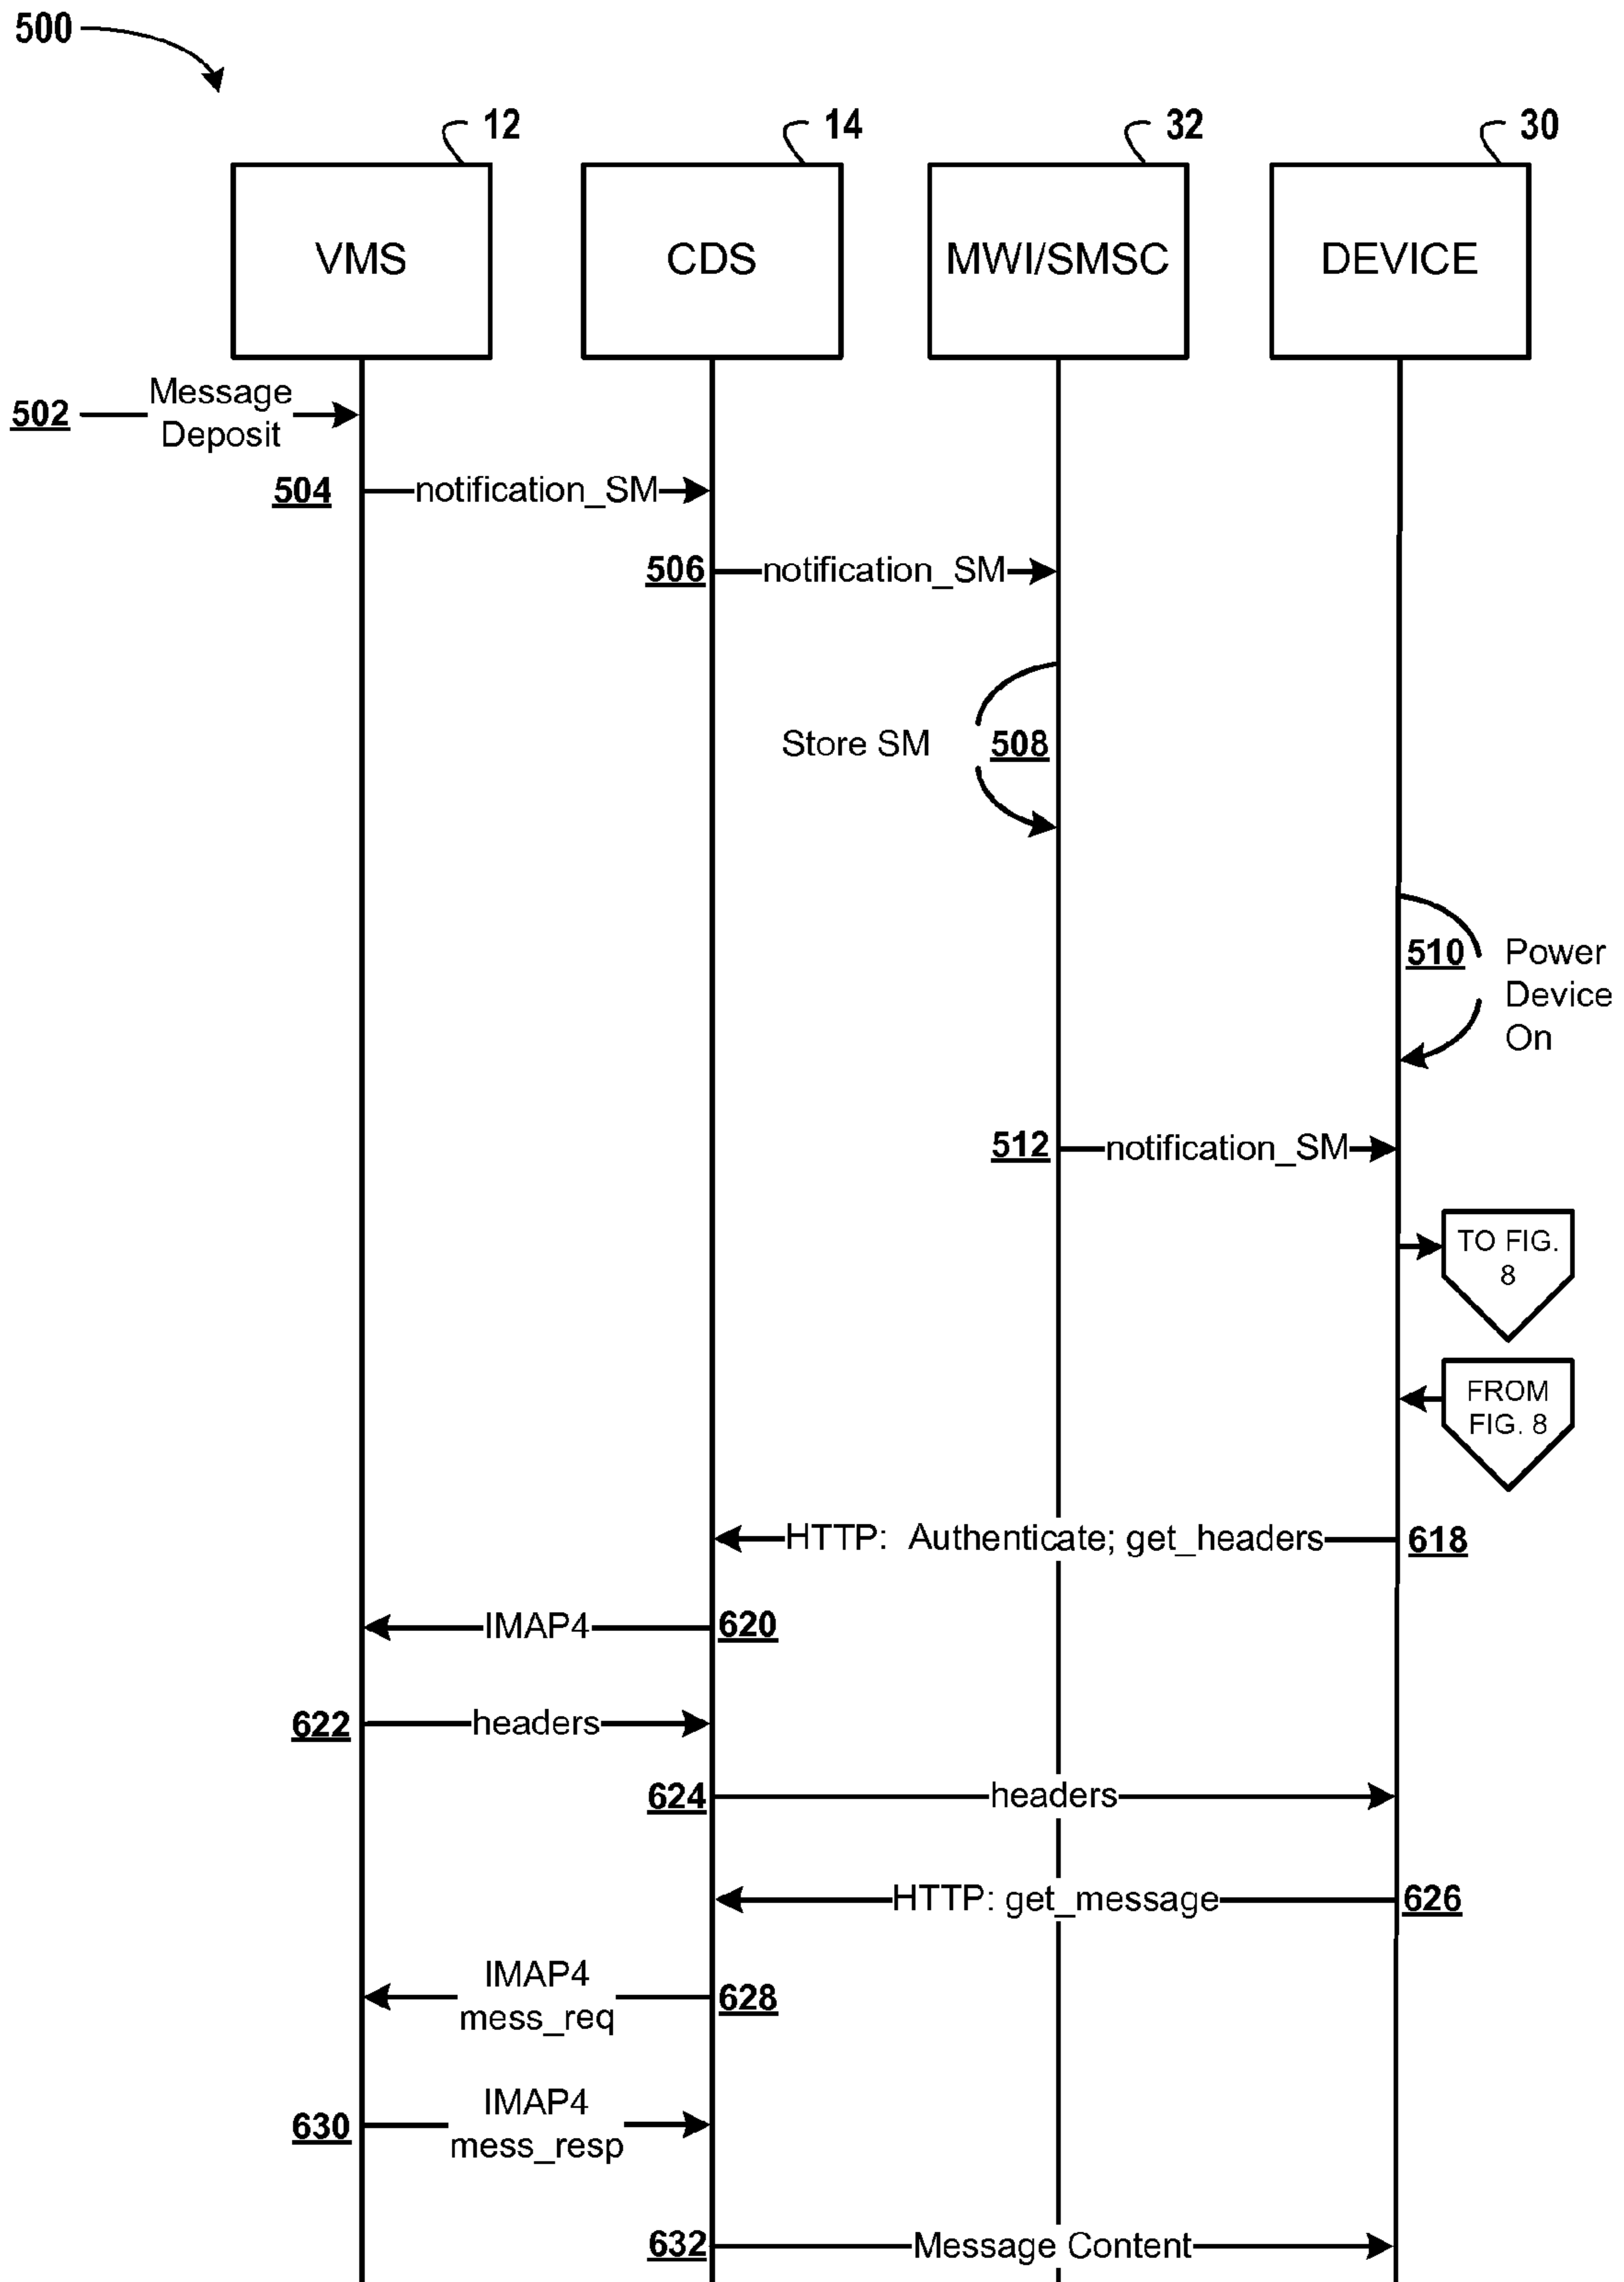 500
12
14
32
30
VMS
CDS
MWI/SMSC
DEVICE
502
Message
Deposit
504
notification_SM
506
notification_SM
Store SM
508
510
Power
Device
On
512
notification_SM
TO FIG.
8
FROM
FIG. 8
HTTP: Authenticate; get_headers
618
IMAP4
620
622
headers
624
headers
HTTP: get_message
626
IMAP4
mess_req
628
630
IMAP4
mess_resp
632
Message Content